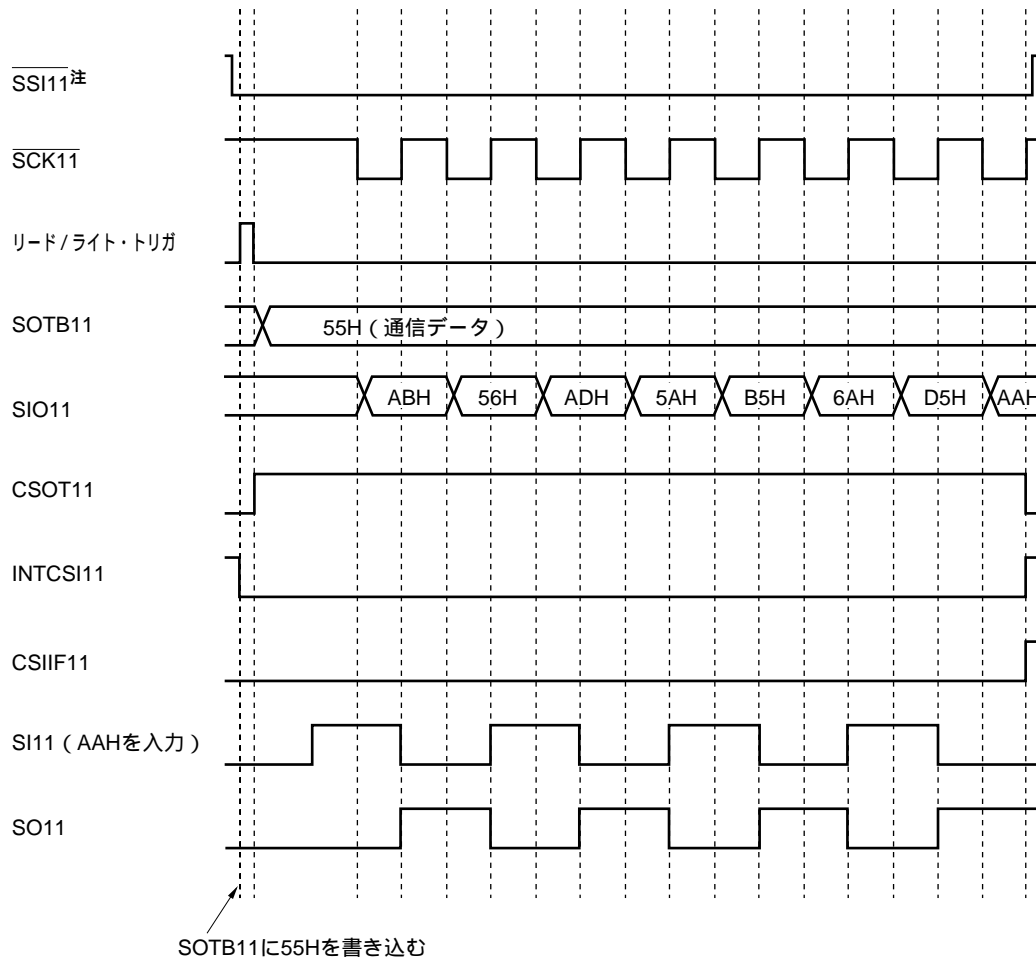 SSI11注
SCK11
リード/ライト・トリガ
SOTB11
55H(通信データ)
SIO11
ABH 56H ADH 5AH B5H 6AH D5H AAH
CSOT11
INTCSI11
CSIIF11
SI11(AAHを入力)
SO11
SOTB11に55Hを書き込む